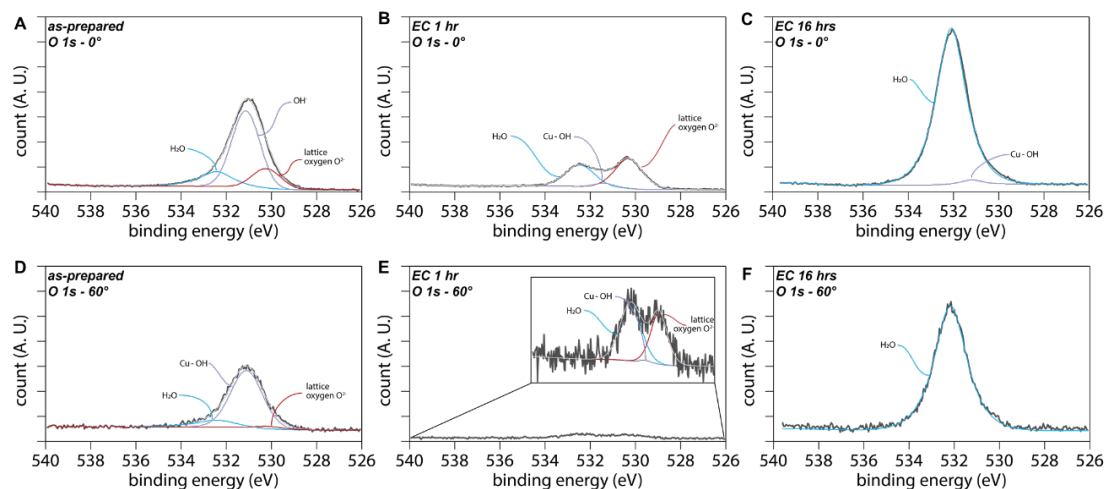 A
as-prepared
O 1s - 0°
OH
H₂O
lattice
oxygen O²⁻
count (A. U.)
540 538 536 534 532 530 528 526
binding energy (eV)
B
EC 1 hr
O 1s - 0°
H₂O
Cu - OH
lattice
oxygen O²⁻
count (A. U.)
540 538 536 534 532 530 528 526
binding energy (eV)
C
EC 16 hrs
O 1s - 0°
H₂O
Cu - OH
count (A. U.)
540 538 536 534 532 530 528 526
binding energy (eV)
D
as-prepared
O 1s - 60°
Cu - OH
H₂O
lattice
oxygen O²⁻
count (A. U.)
540 538 536 534 532 530 528 526
binding energy (eV)
E
EC 1 hr
O 1s - 60°
Cu - OH
H₂O
lattice
oxygen O²⁻
count (A. U.)
540 538 536 534 532 530 528 526
binding energy (eV)
F
EC 16 hrs
O 1s - 60°
H₂O
count (A. U.)
540 538 536 534 532 530 528 526
binding energy (eV)